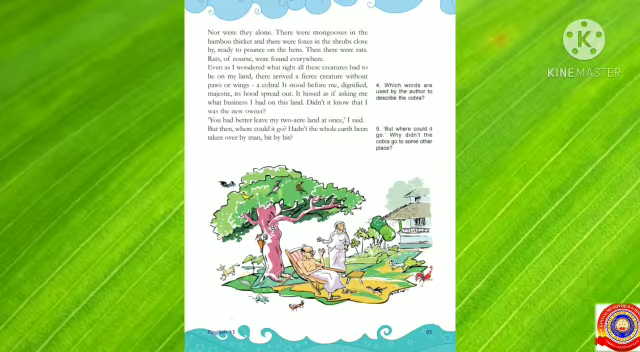 Nor were they alone. There were mongooses in the
bamboo thicket and there were foxes in the shrubs close
by, ready to pounce on the hens. Then there were rats.
Rats, of course, were found everywhere.
Even as I wondered what right all these creatures had to
be on my land, there arrived a fierce creature without
paws or wings - a cobra! It stood before me, dignified,
majestic, its hood spread out. It hissed as if asking me
what business I had on this land. Didn't it know that I
was the new owner?
'You had better leave my two-acre land at once,' I said.
But then, where could it go? Hadn't the whole earth been
taken over by man, bit by bit?
4. Which words are
used by the author to
describe the cobra?
5. 'But where could it
go.' Why didn't the
cobra go to some other
place?
KINEMASTER